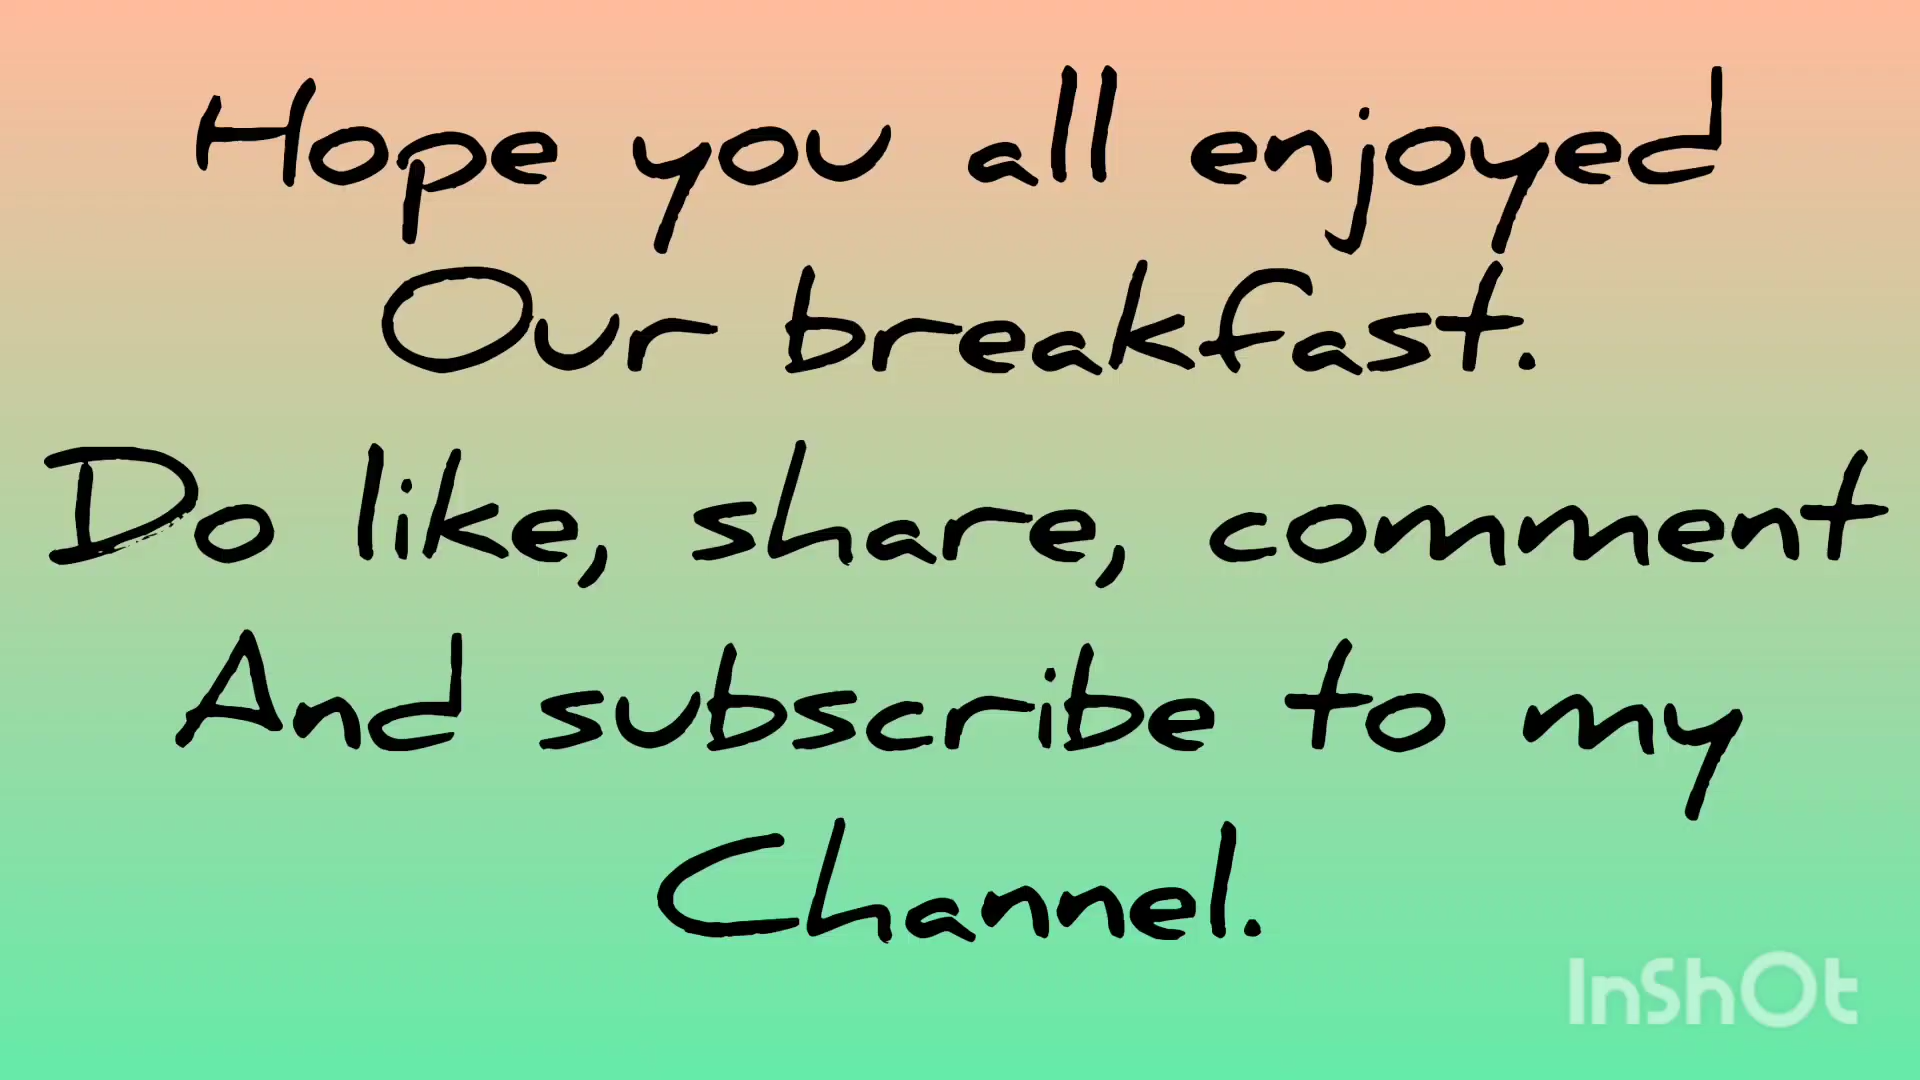 Hope you all enjoyed
Our breakfast.
Do like, share, comment
And subscribe to my
Channel.
InShOt